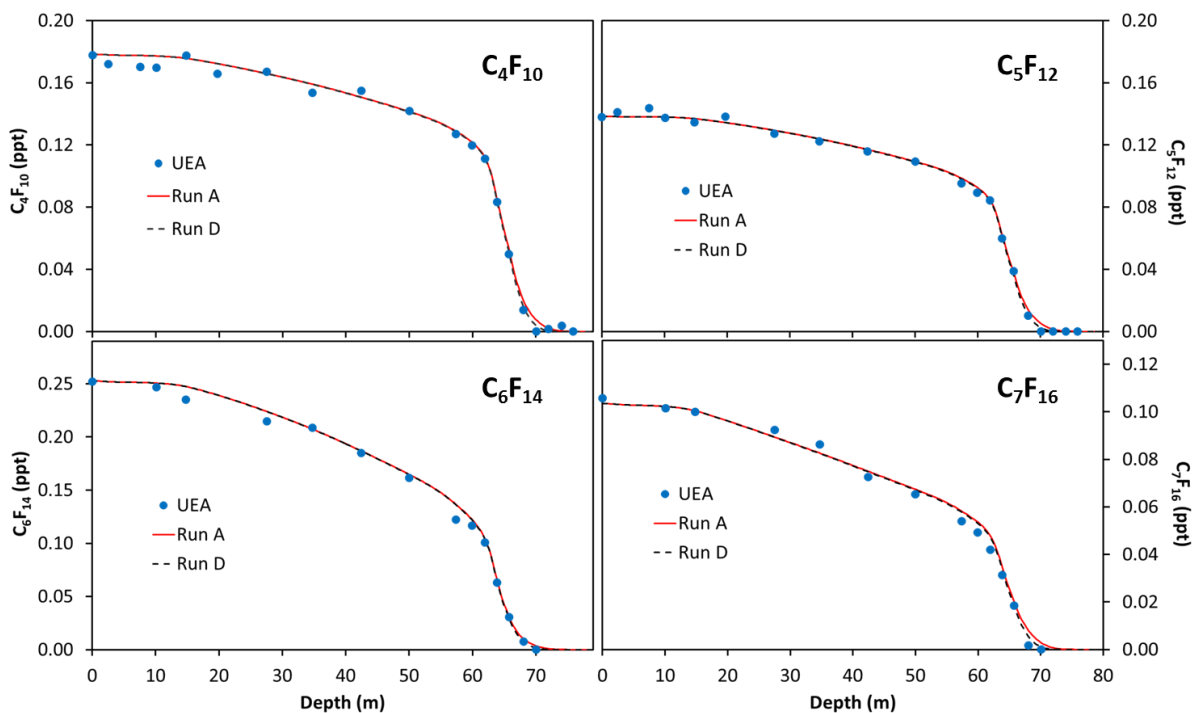 0.20
0.16
0.12
0.08
0.04
0.00
C₄F₁₀ (ppt)
C₄F₁₀
UEA
Run A
Run D
C₅F₁₂
UEA
Run A
Run D
0.20
0.16
0.12
0.08
0.04
0.00
C₅F₁₂ (ppt)
0.25
0.20
0.15
0.10
0.05
0.00
C₆F₁₄ (ppt)
C₆F₁₄
UEA
Run A
Run D
0 10 20 30 40 50 60 70
Depth (m)
C₇F₁₆
UEA
Run A
Run D
0.12
0.10
0.08
0.06
0.04
0.02
0.00
C₇F₁₆ (ppt)
0 10 20 30 40 50 60 70 80
Depth (m)